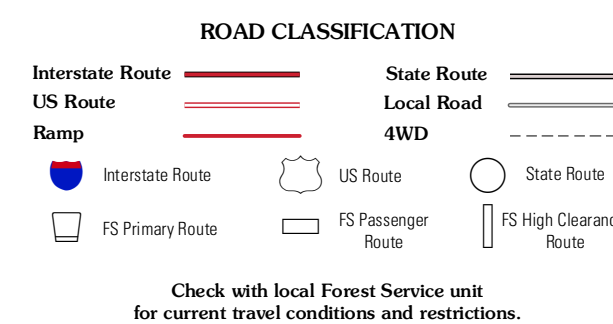 ROAD CLASSIFICATION
Interstate Route State Route
US Route Local Road
Ramp 4WD
Interstate Route US Route State Route
FS Primary Route FS Passenger Route FS High Clearanc Route
Check with local Forest Service unit
for current travel conditions and restrictions.